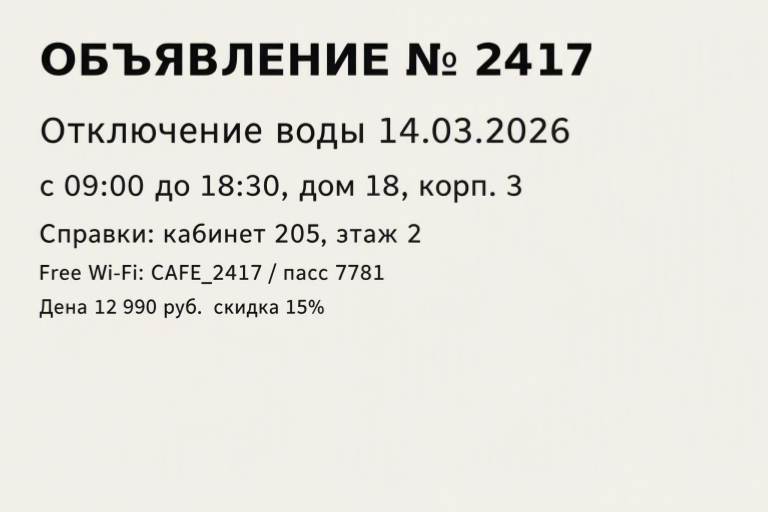 ОБЪЯВЛЕНИЕ № 2417
Отключение воды 14.03.2026
с 09:00 до 18:30, дом 18, корп. 3
Справки: кабинет 205, этаж 2
Free Wi-Fi: CAFE_2417 / пасс 7781
Дена 12 990 руб.  скидка 15%